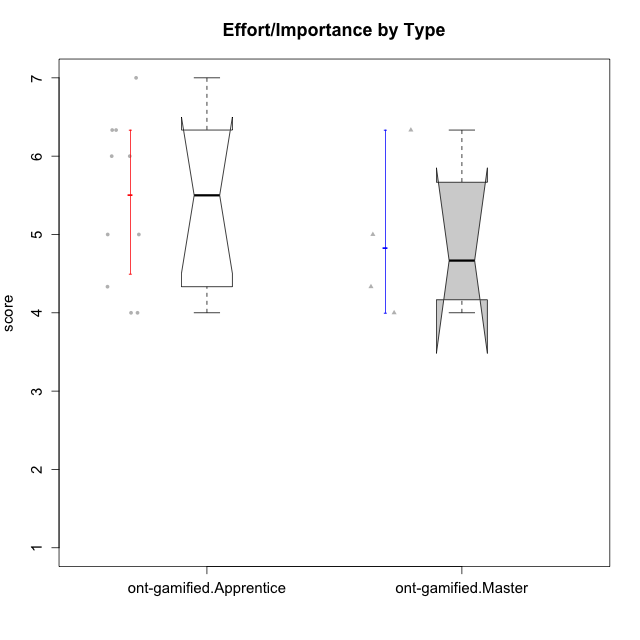 Effort/Importance by Type
score
7
6
5
4
3
2
1
ont-gamified.Apprentice
ont-gamified.Master